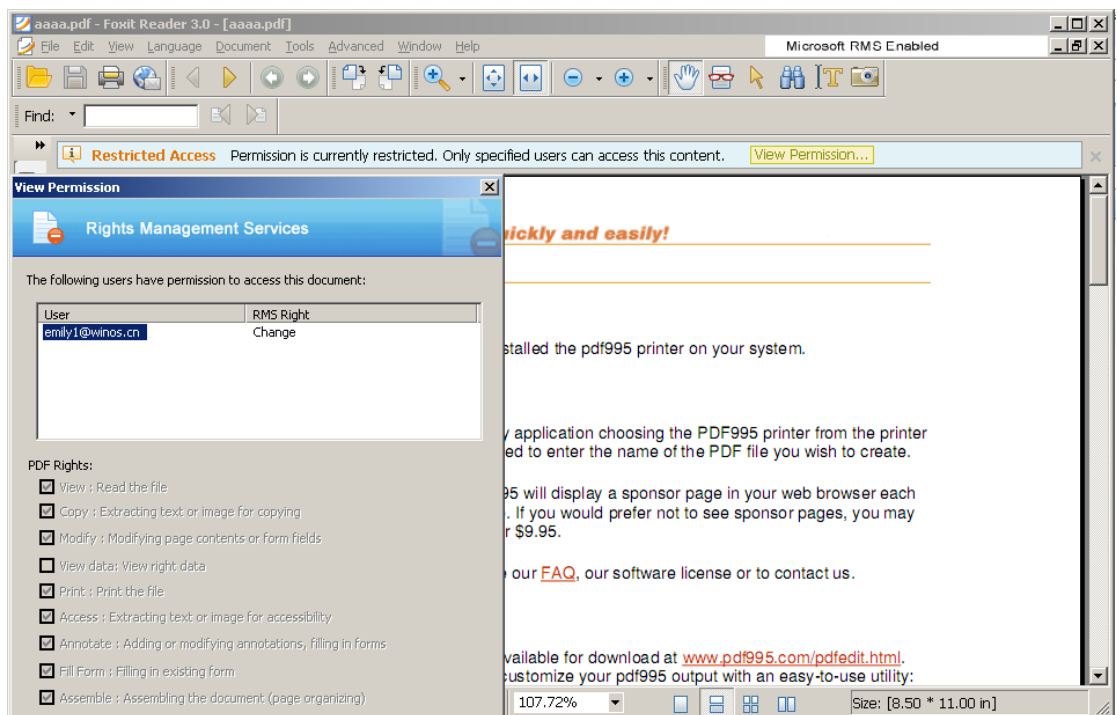 aaaa.pdf - Foxit Reader 3.0 - [aaaa.pdf]
File Edit View Language Document Tools Advanced Window Help
Microsoft RMS Enabled
Find:
Restricted Access Permission is currently restricted. Only specified users can access this content. View Permission...
View Permission
Rights Management Services
The following users have permission to access this document:
User RMS Right
emily1@winos.cn Change
PDF Rights:
View : Read the file
Copy : Extracting text or image for copying
Modify : Modifying page contents or form fields
View data: View right data
Print : Print the file
Access : Extracting text or image for accessibility
Annotate : Adding or modifying annotations, filling in forms
Fill Form : Filling in existing form
Assemble : Assembling the document (page organizing)
uickly and easily!
stalled the pdf995 printer on your system.
y application choosing the PDF995 printer from the printer
ed to enter the name of the PDF file you wish to create.
95 will display a sponsor page in your web browser each
. If you would prefer not to see sponsor pages, you may
r $9.95.
our FAQ, our software license or to contact us.
vailable for download at www.pdf995.com/pdfedit.html.
customize your pdf995 output with an easy-to-use utility:
107.72% Size: [8.50 * 11.00 in]